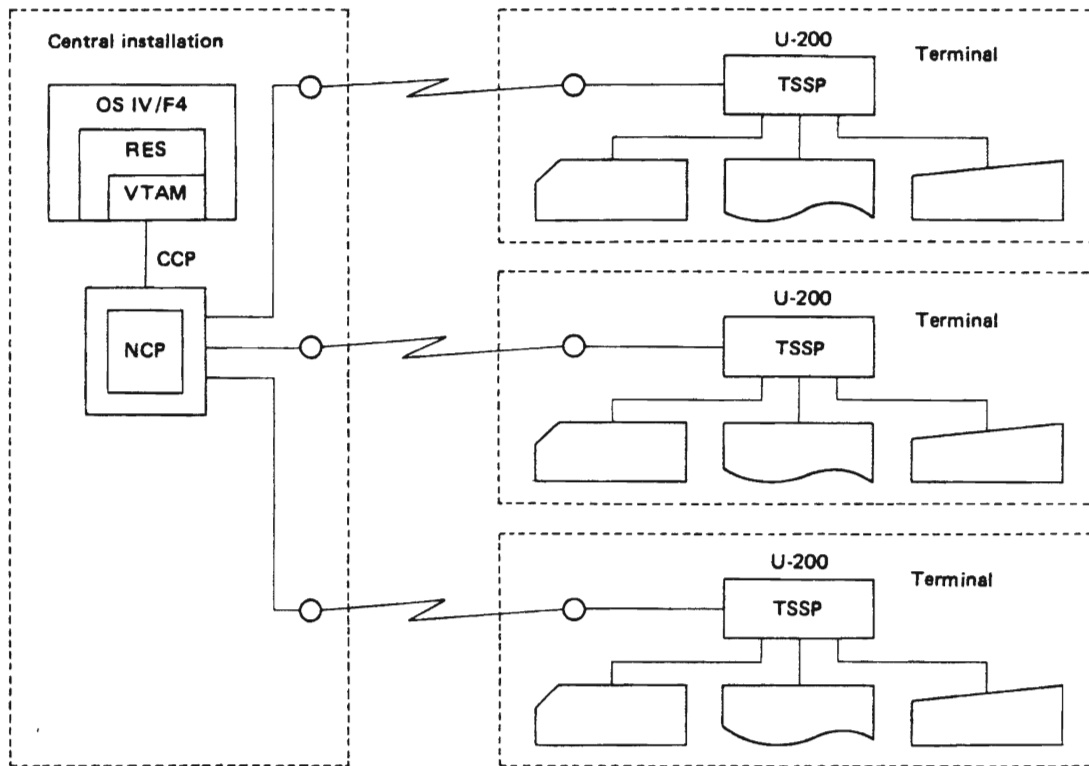 Central installation
OS IV/F4
RES
VTAM
CCP
NCP
U-200
Terminal
TSSP
U-200
Terminal
TSSP
U-200
Terminal
TSSP